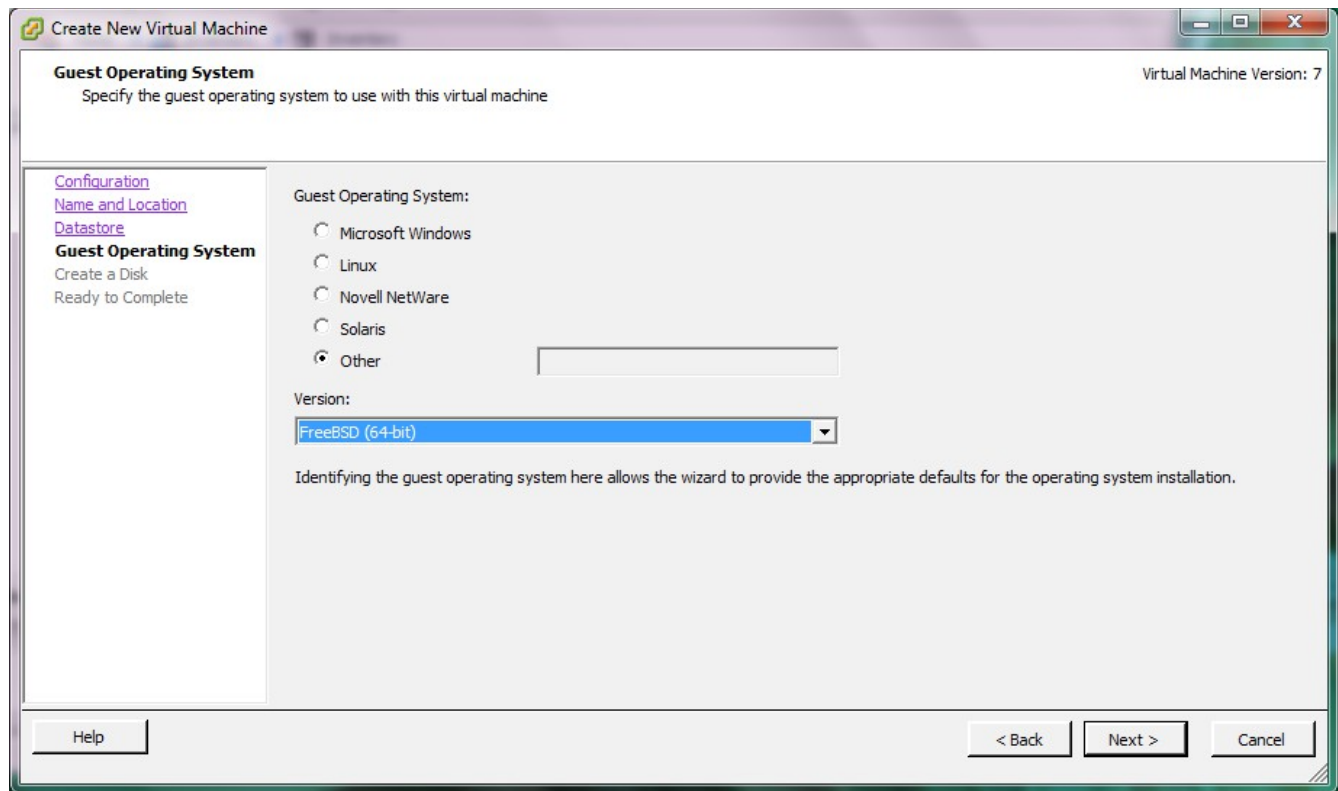 Create New Virtual Machine
Guest Operating System
Virtual Machine Version: 7
Specify the guest operating system to use with this virtual machine
Configuration
Name and Location
Datastore
Guest Operating System
Create a Disk
Ready to Complete
Guest Operating System:
Microsoft Windows
Linux
Novell NetWare
Solaris
Other
Version:
FreeBSD (64-bit)
Identifying the guest operating system here allows the wizard to provide the appropriate defaults for the operating system installation.
Help
< Back
Next >
Cancel